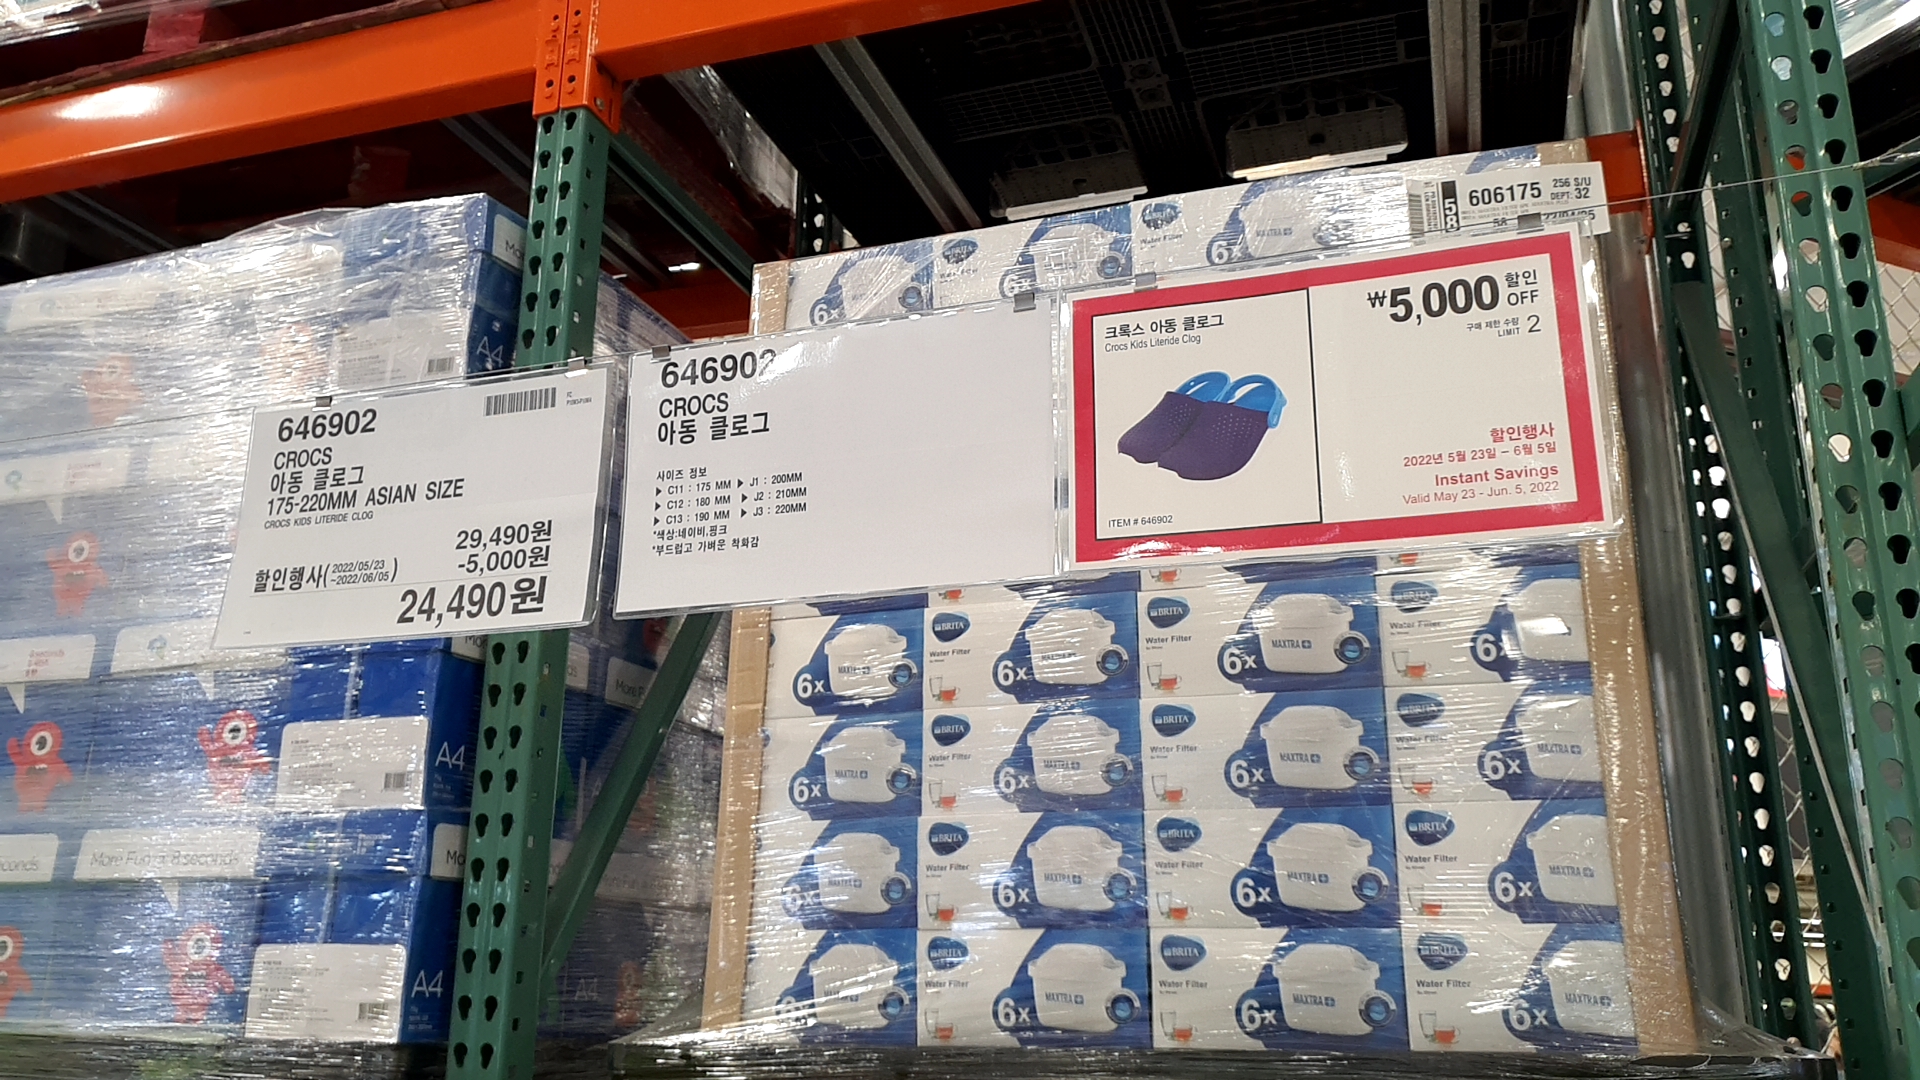 606175
256 S/U
DEPT: 32
58
646902
CROCS
아동 클로그
175-220MM ASIAN SIZE
CROCS KIDS LITERIDE CLOG
29,490원
-5,000원
할인행사(2022/05/23
~2022/06/05)
24,490원
646902
CROCS
아동 클로그
사이즈 정보
▶ C11 : 175 MM ▶ J1 : 200MM
▶ C12 : 180 MM ▶ J2 : 210MM
▶ C13 : 190 MM ▶ J3 : 220MM
*색상:네이비,핑크
*부드럽고 가벼운 착화감
크록스 아동 클로그
Crocs Kids Literide Clog
ITEM # 646902
₩5,000 할인
OFF
구매 제한 수량
LIMIT 2
할인행사
2022년 5월 23일 – 6월 5일
Instant Savings
Valid May 23 - Jun. 5, 2022
BRITA
Water Filter
6x
MAXTRA+
A4
More Fun 8 seconds
A4
A4